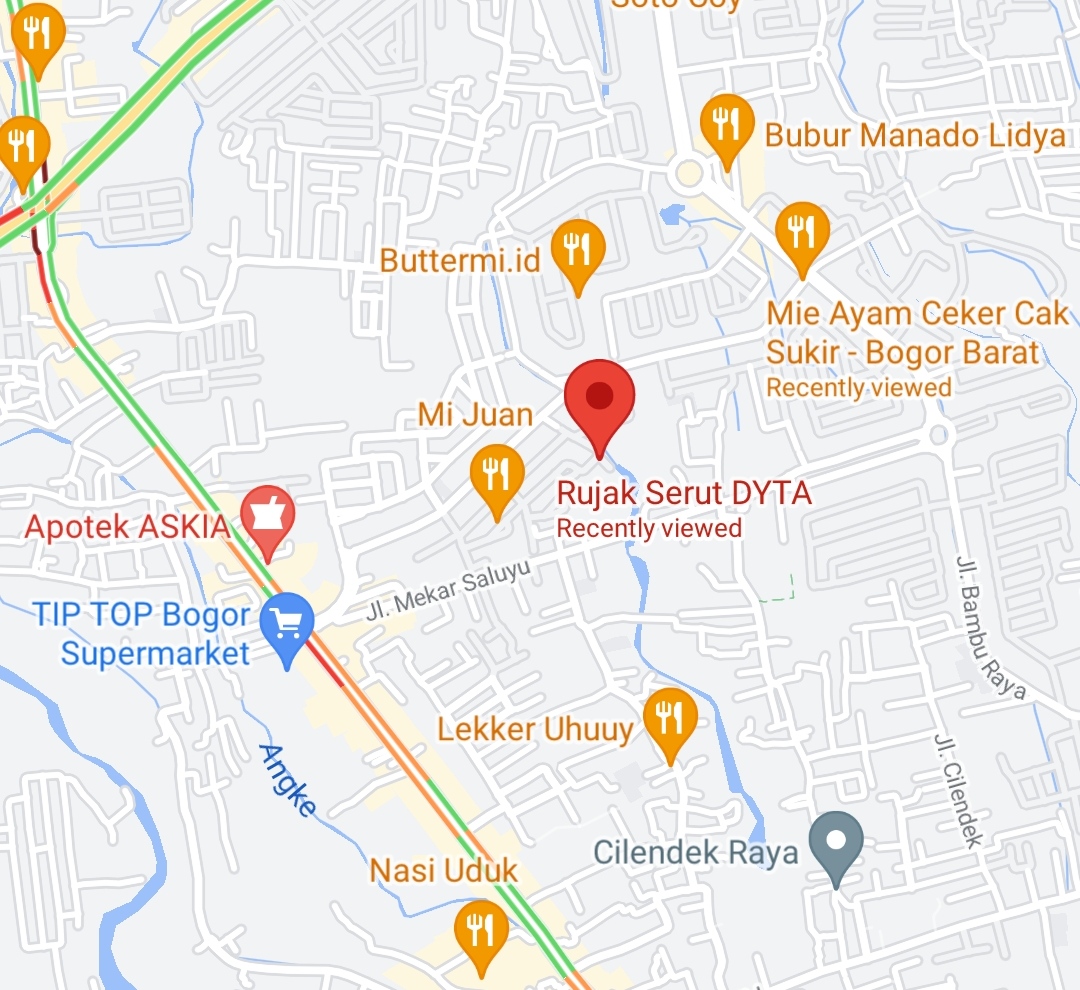 Soto Coy
Bubur Manado Lidya
Buttermi.id
Mie Ayam Ceker Cak
Sukir - Bogor Barat
Recently viewed
Mi Juan
Rujak Serut DYTA
Recently viewed
Apotek ASKIA
Jl. Mekar Saluyu
TIP TOP Bogor
Supermarket
Jl. Bambu Raya
Lekker Uhuuy
Angke
Jl. Cilendek
Cilendek Raya
Nasi Uduk